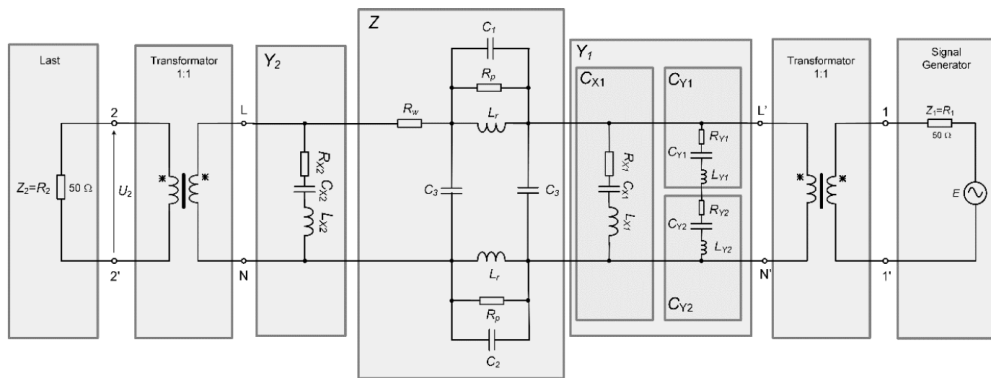 Last
Z2=R2
50 Ω
2
U2
2'
Transformator
1:1
*
*
L
N
Y2
RX2
CX2
LX2
Z
C1
Rp
Rw
Lr
C3
C3
Lr
Rp
C2
Y1
CX1
RX1
CX1
LX1
CY1
RY1
CY1
LY1
RY2
CY2
LY2
CY2
L'
N'
Transformator
1:1
*
*
1
1'
Signal
Generator
Z1=R1
50 Ω
E